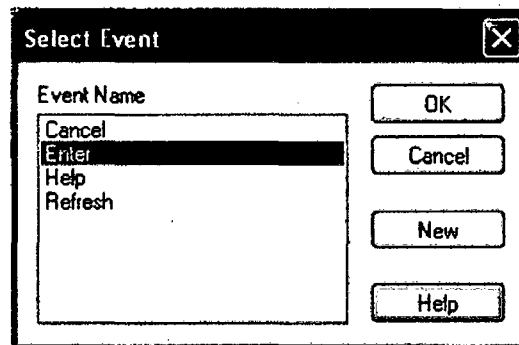 Select Event
Event Name
Cancel
Enter
Help
Refresh
OK
Cancel
New
Help